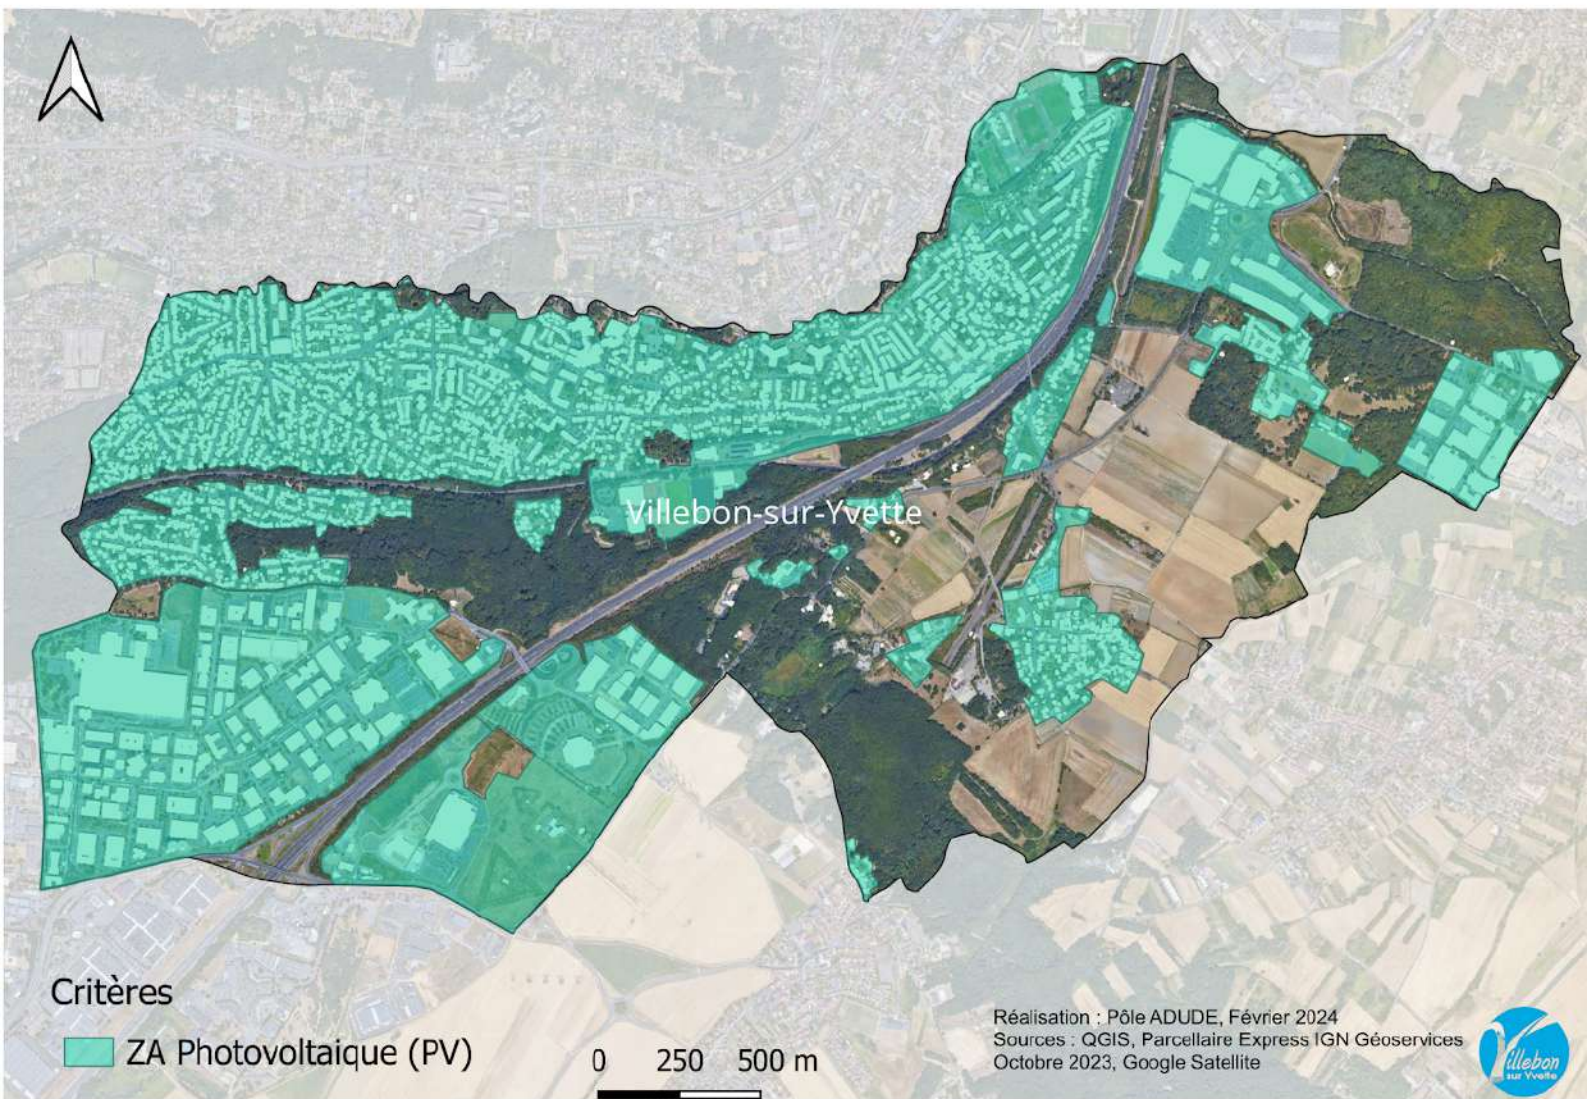 Villebon-sur-Yvette
Critères
ZA Photovoltaique (PV)
0 250 500 m
Réalisation : Pôle ADUDE, Février 2024
Sources : QGIS, Parcellaire Express IGN Géoservices
Octobre 2023, Google Satellite
Villebon
sur Yvette